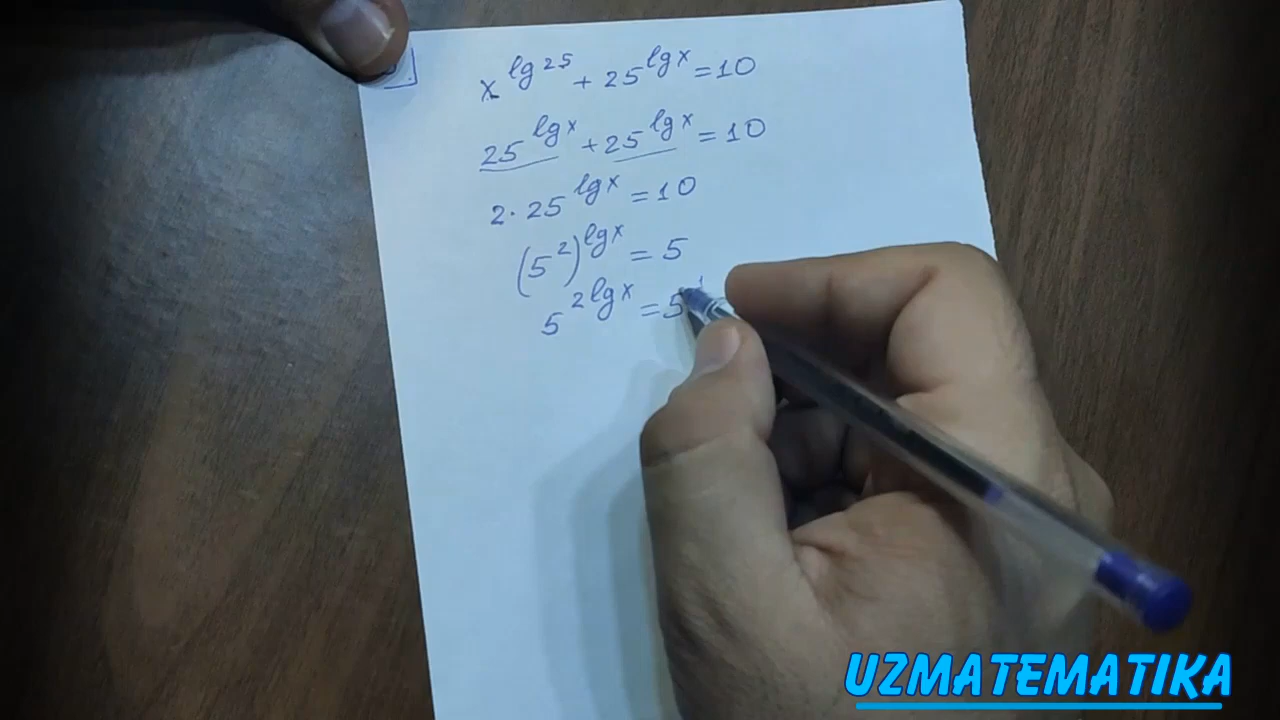 x^lg25 + 25^lgx = 10
25^lgx + 25^lgx = 10
2 · 25^lgx = 10
(5^2)^lgx = 5
5^2lgx = 5^1
UZMATEMATIKA